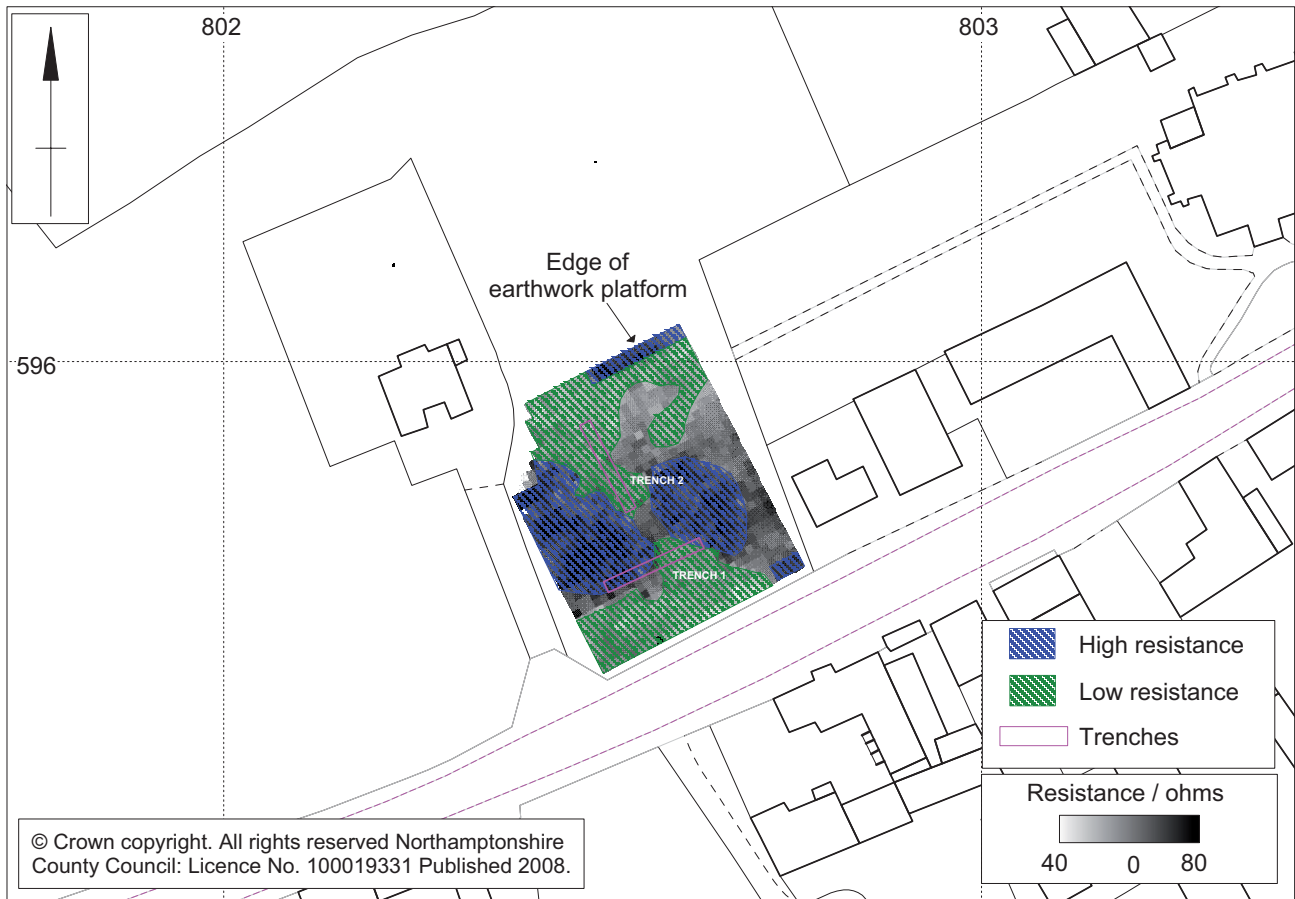 802
803
596
Edge of
earthwork platform
TRENCH 2
TRENCH 1
High resistance
Low resistance
Trenches
Resistance / ohms
40
0
80
© Crown copyright. All rights reserved Northamptonshire
County Council: Licence No. 100019331 Published 2008.